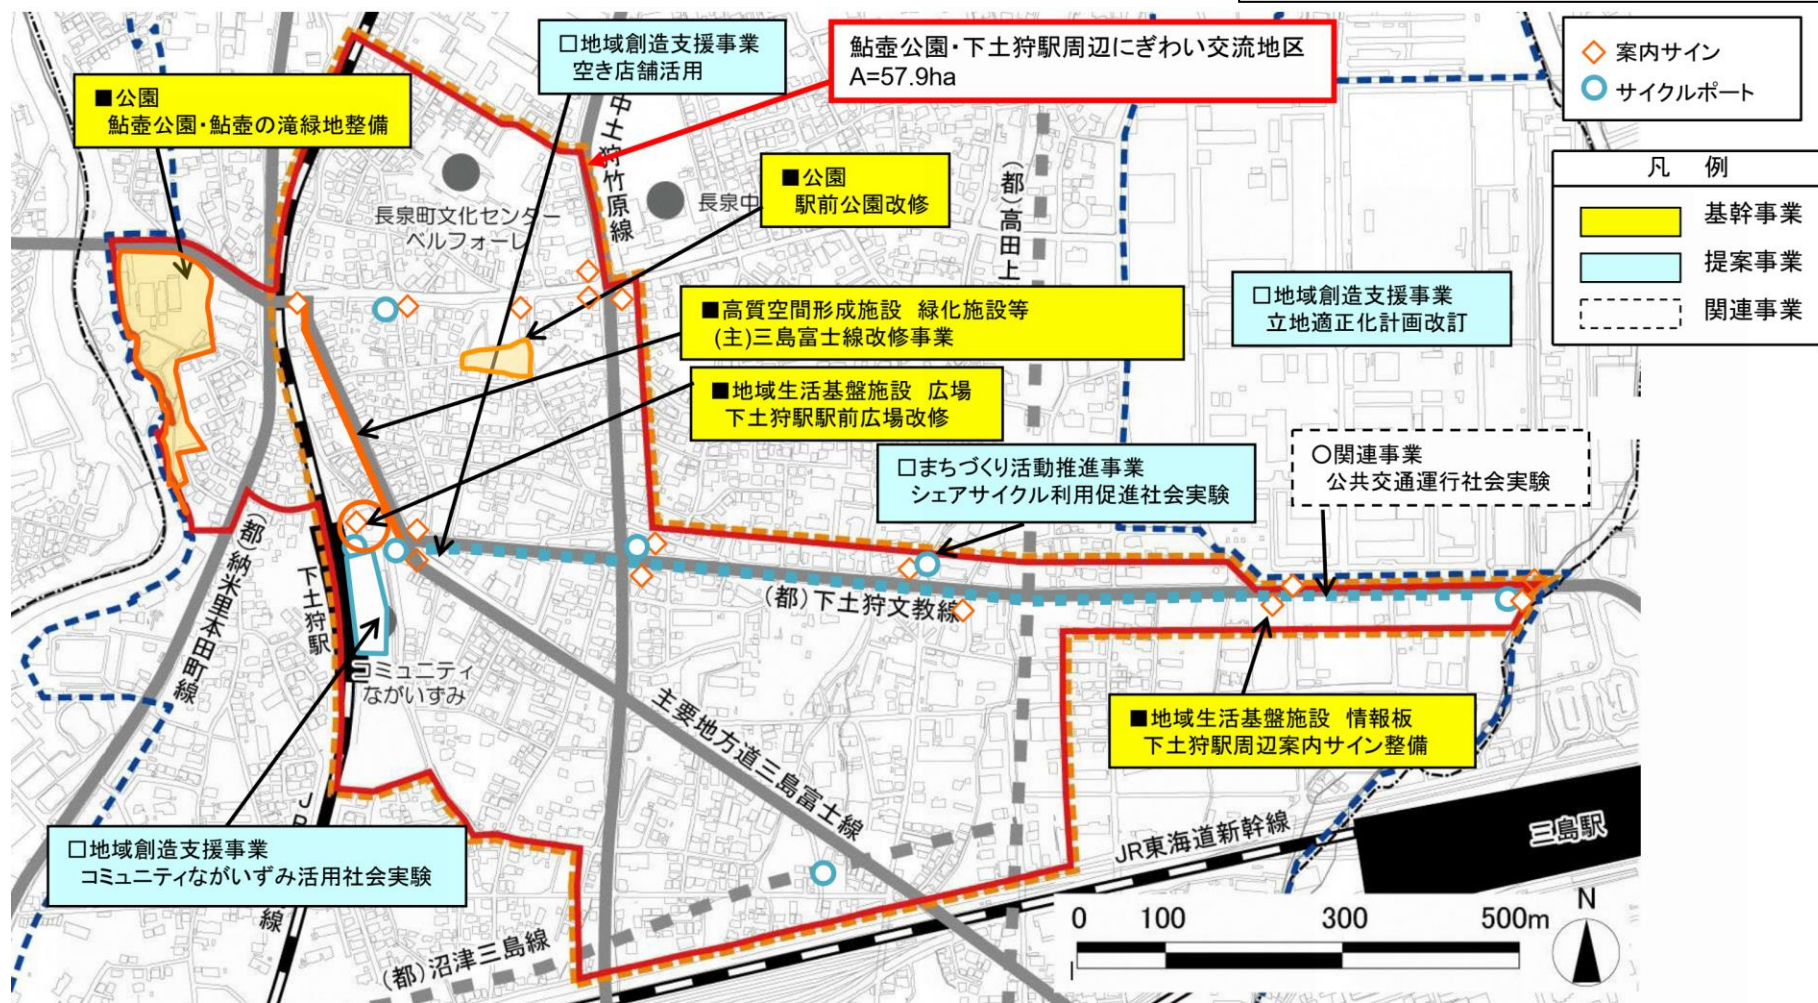 □地域創造支援事業
空き店舗活用
鮎壺公園・下土狩駅周辺にぎわい交流地区
A=57.9ha
案内サイン
サイクルポート
■公園
鮎壺公園・鮎壺の滝緑地整備
凡 例
基幹事業
提案事業
関連事業
中土狩竹原線
■公園
駅前公園改修
長泉中
長泉町文化センター
ベルフォーレ
(都)高田上
□地域創造支援事業
立地適正化計画改訂
■高質空間形成施設 緑化施設等
(主)三島富士線改修事業
■地域生活基盤施設 広場
下土狩駅駅前広場改修
□まちづくり活動推進事業
シェアサイクル利用促進社会実験
○関連事業
公共交通運行社会実験
(都)納米里本田町線
下土狩駅
(都)下土狩文教線
コミュニティ
ながいずみ
主要地方道三島富士線
■地域生活基盤施設 情報板
下土狩駅周辺案内サイン整備
□地域創造支援事業
コミュニティながいずみ活用社会実験
線
JR東海道新幹線
三島駅
(都)沼津三島線
0 100 300 500m
N